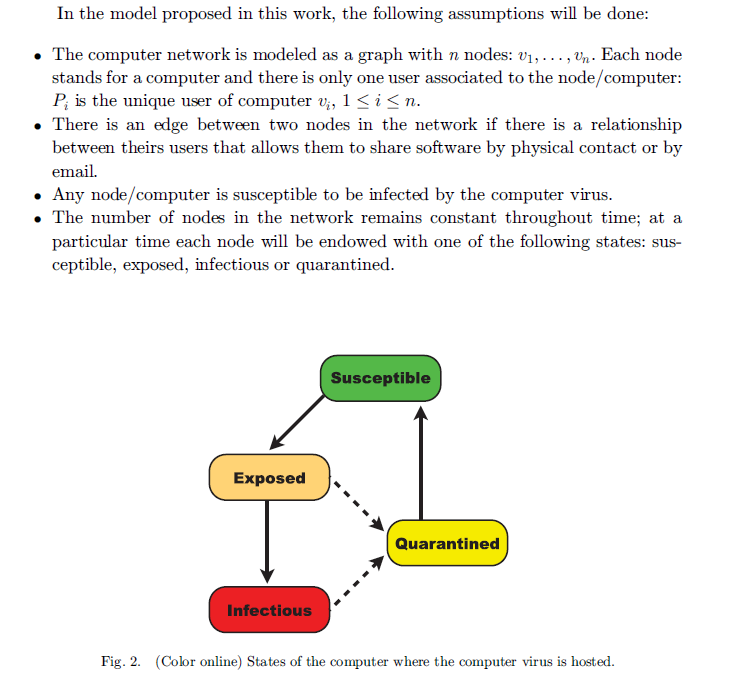 In the model proposed in this work, the following assumptions will be done:
• The computer network is modeled as a graph with n nodes: v1, . . . , vn. Each node
stands for a computer and there is only one user associated to the node/computer:
Pi is the unique user of computer vi, 1 ≤ i ≤ n.
• There is an edge between two nodes in the network if there is a relationship
between theirs users that allows them to share software by physical contact or by
email.
• Any node/computer is susceptible to be infected by the computer virus.
• The number of nodes in the network remains constant throughout time; at a
particular time each node will be endowed with one of the following states: sus-
ceptible, exposed, infectious or quarantined.
Susceptible
Exposed
Quarantined
Infectious
Fig. 2. (Color online) States of the computer where the computer virus is hosted.